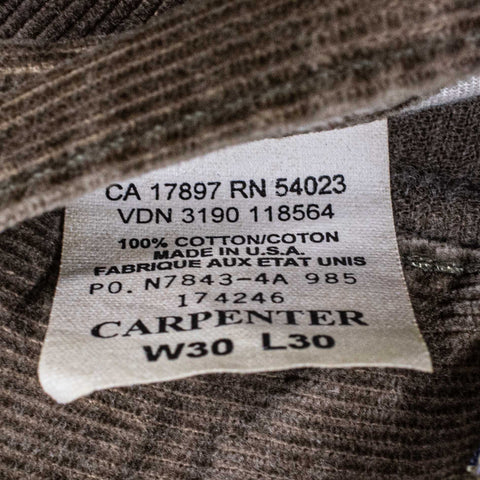 CA 17897 RN 54023
VDN 3190 118564
100% COTTON/COTON
MADE IN U.S.A.
FABRIQUE AUX ETAT UNIS
PO. N7843-4A 985
174246
CARPENTER
W30 L30